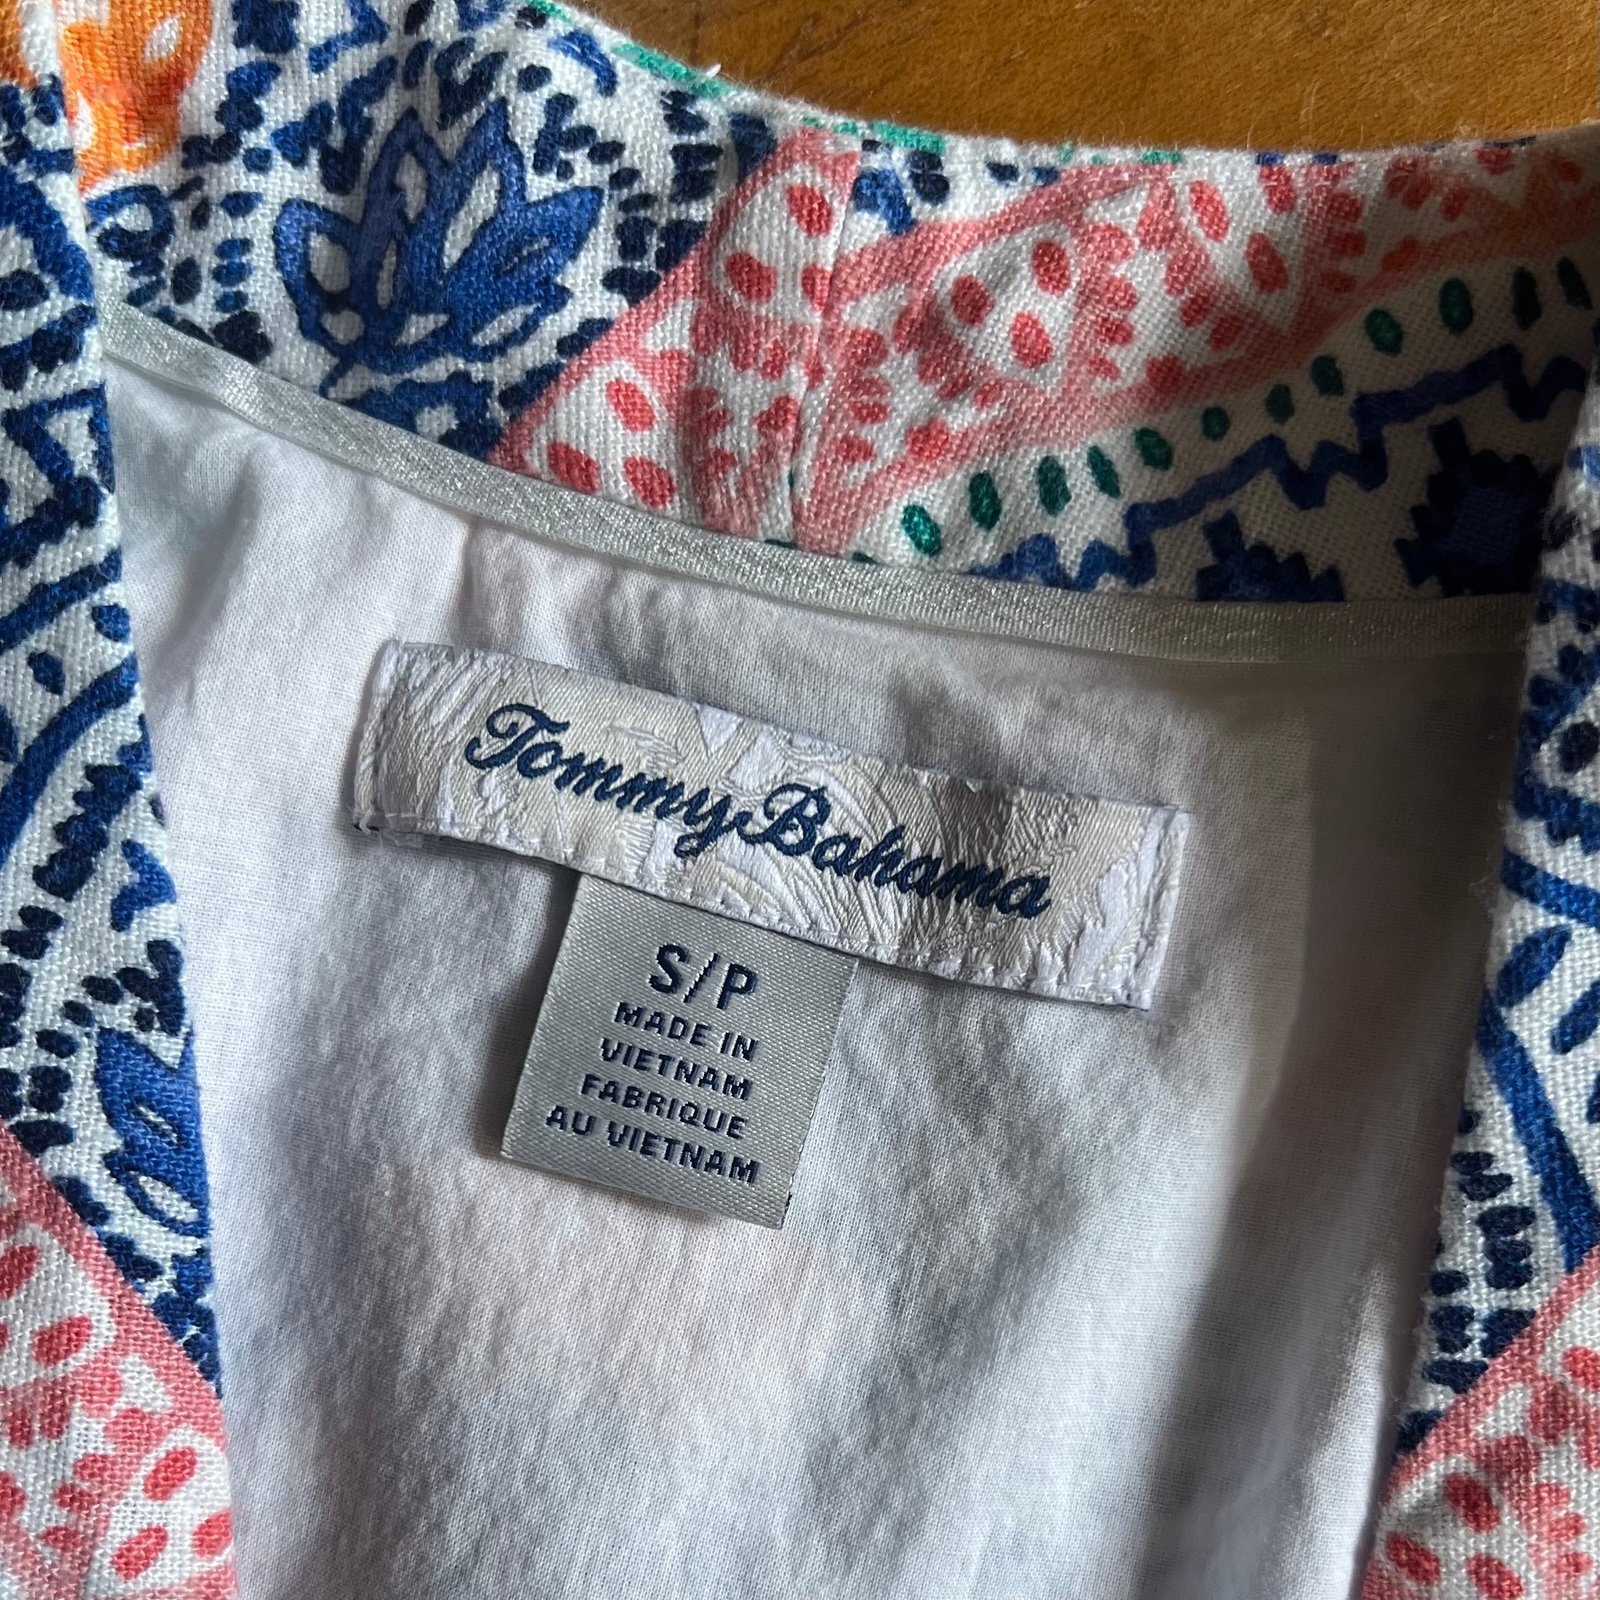 Tommy Bahama
S/P
MADE IN
VIETNAM
FABRIQUE
AU VIETNAM